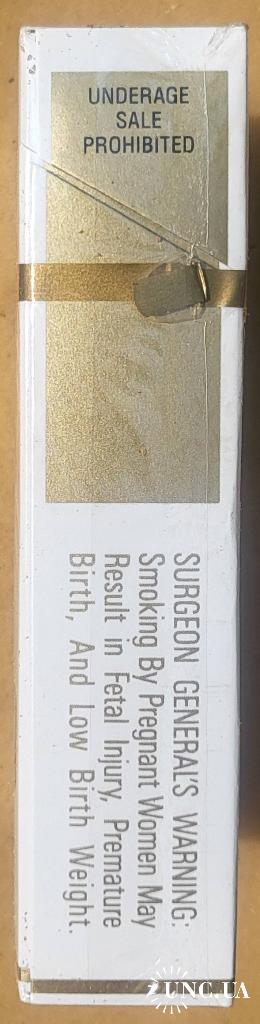 UNDERAGE
SALE
PROHIBITED
SURGEON GENERAL'S WARNING:
Smoking By Pregnant Women May
Result in Fetal Injury, Premature
Birth, And Low Birth Weight.
UNC.UA